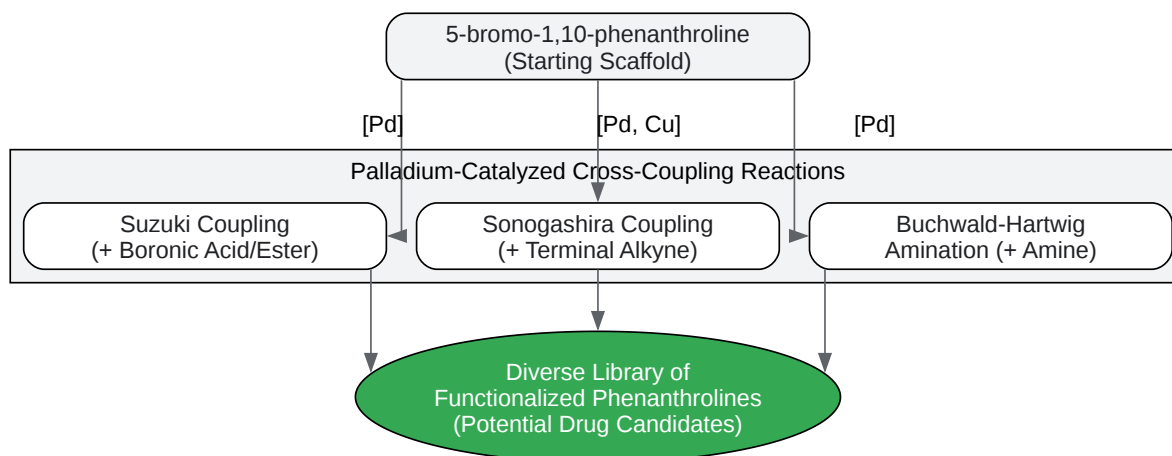 5-bromo-1,10-phenanthroline
(Starting Scaffold)
[Pd]
[Pd, Cu]
[Pd]
Palladium-Catalyzed Cross-Coupling Reactions
Suzuki Coupling
(+ Boronic Acid/Ester)
Sonogashira Coupling
(+ Terminal Alkyne)
Buchwald-Hartwig
Amination (+ Amine)
Diverse Library of
Functionalized Phenanthrolines
(Potential Drug Candidates)